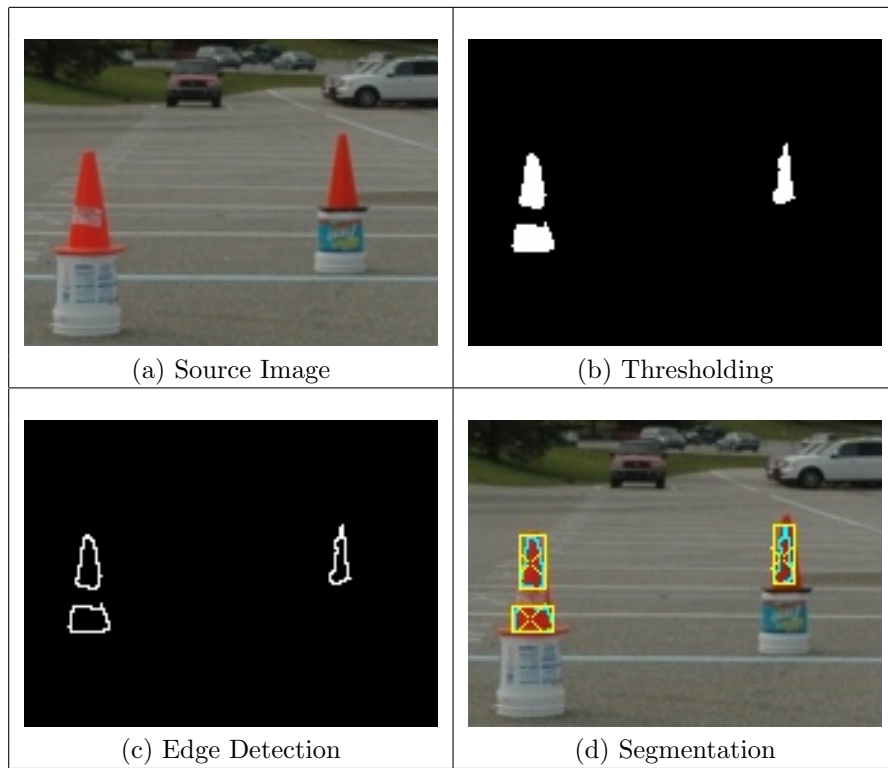 (a) Source Image
(b) Thresholding
(c) Edge Detection
(d) Segmentation